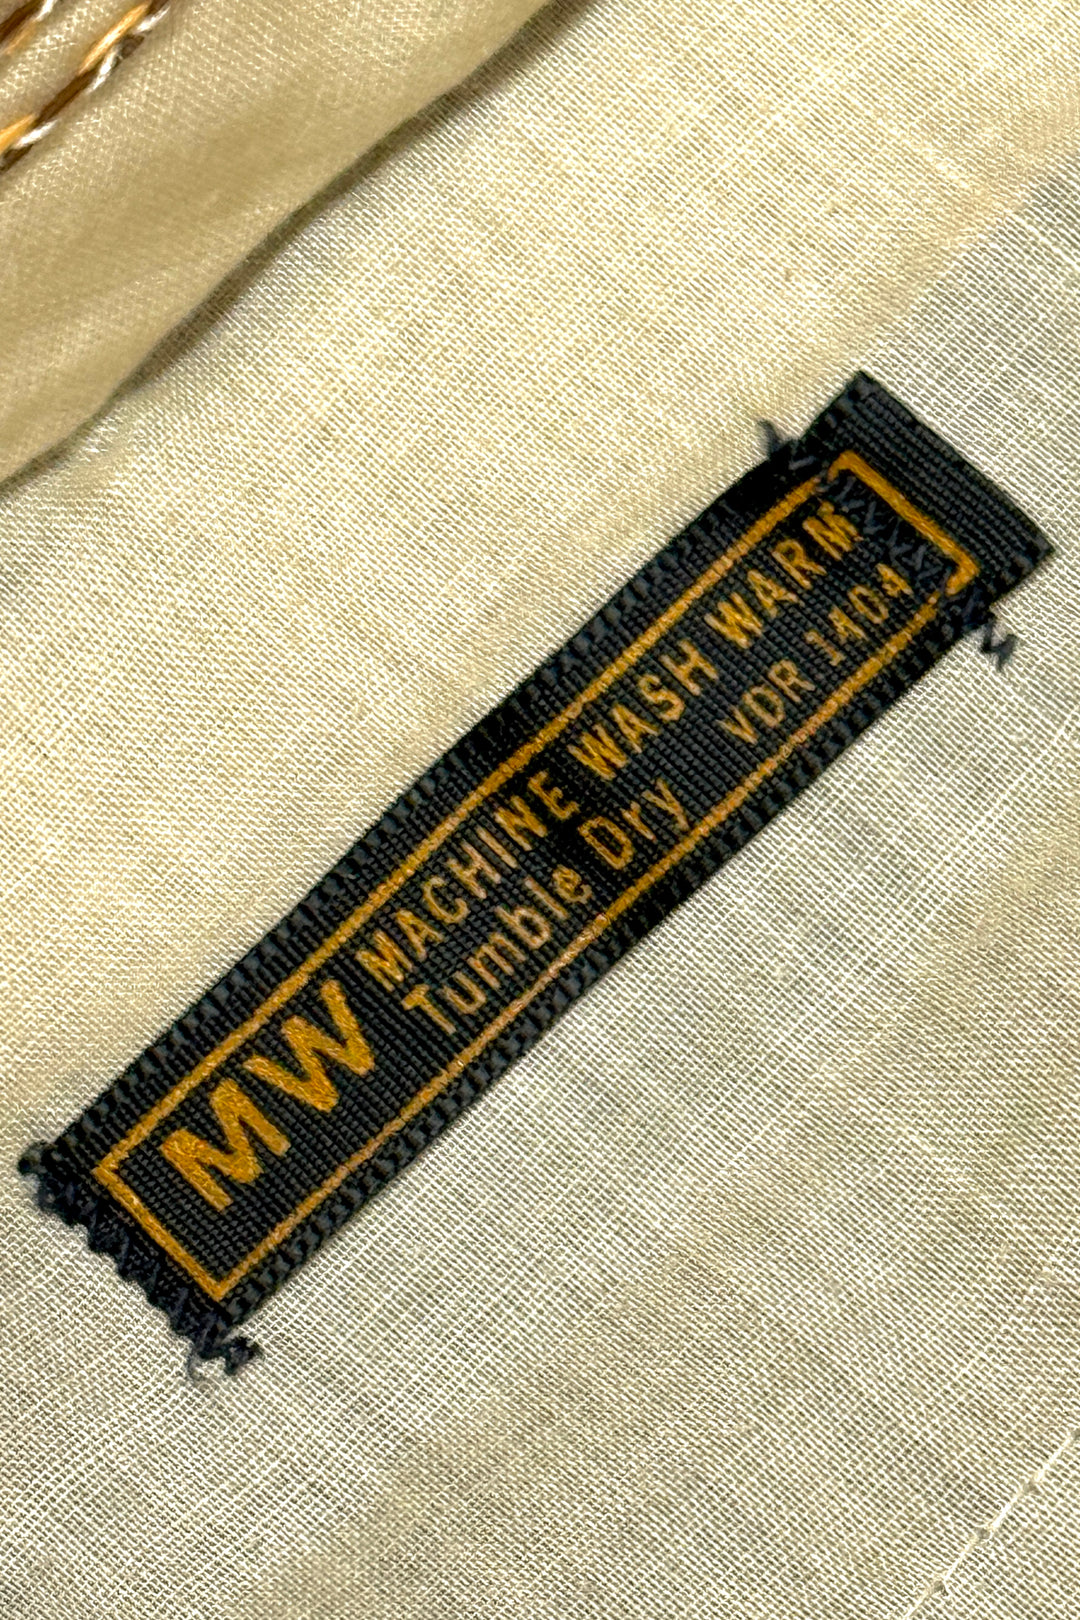 MW
MACHINE WASH WARM
Tumble Dry VDR 1404